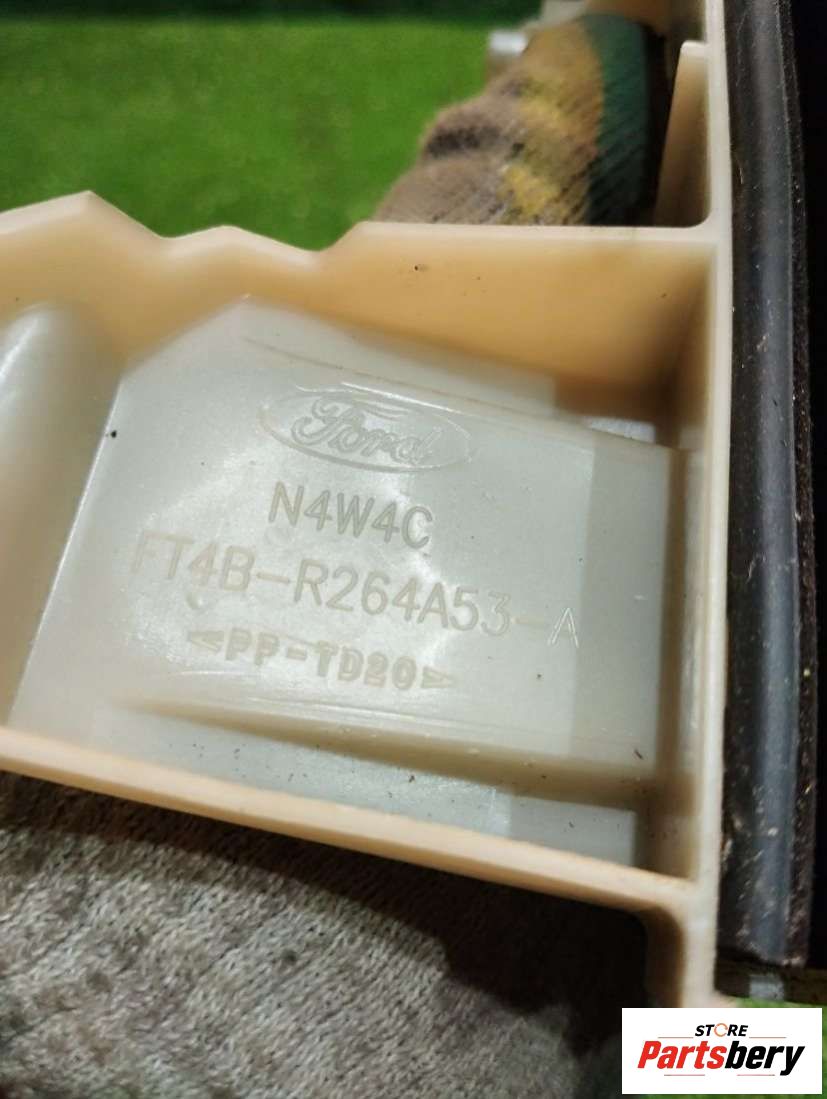 Ford
N4W4C
FT4B-R264A53-A
>PP-TD20<
STORE
Partsbery